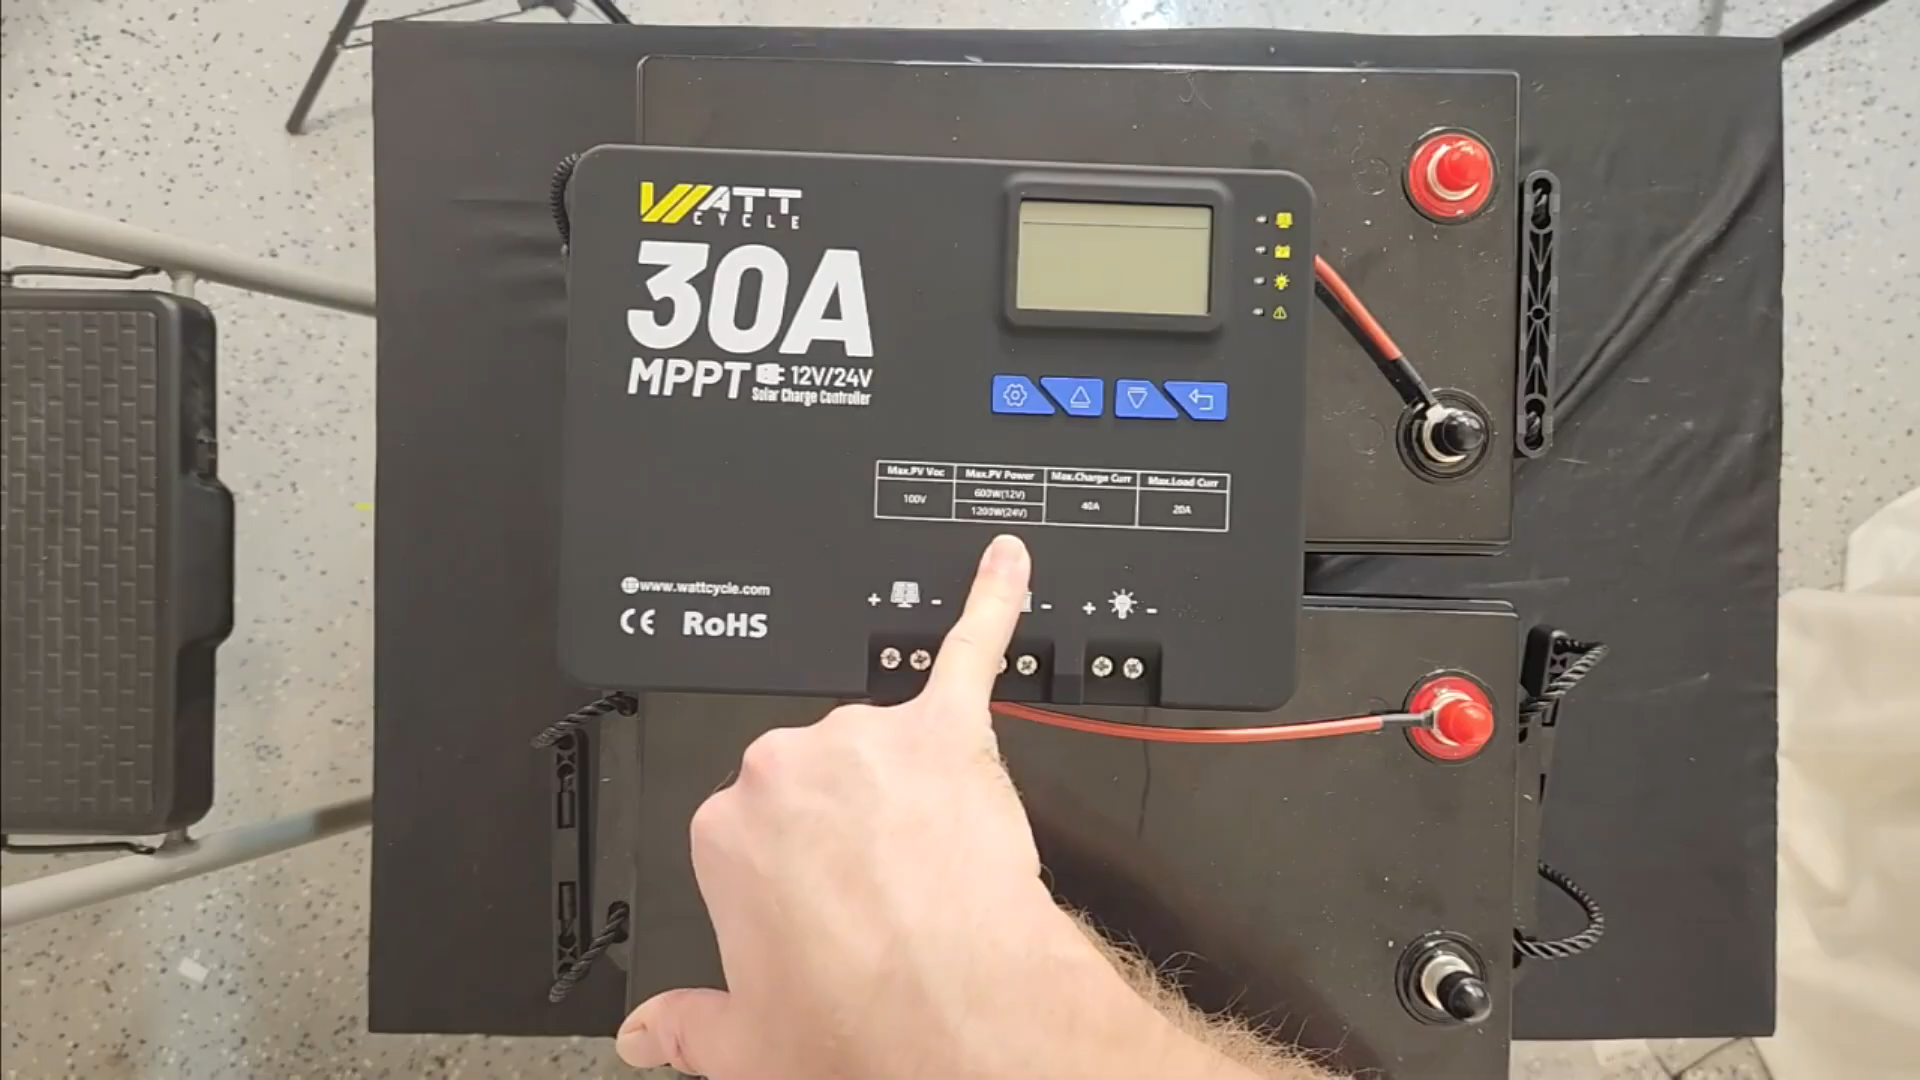 WATT
CYCLE
30A
MPPT 12V/24V
Solar Charge Controller
Max.PV Voc Max.PV Power Max.Charge Curr Max.Load Curr
100V 600W(12V) 40A 20A
1200W(24V)
www.wattcycle.com
+ - - + -
CE RoHS